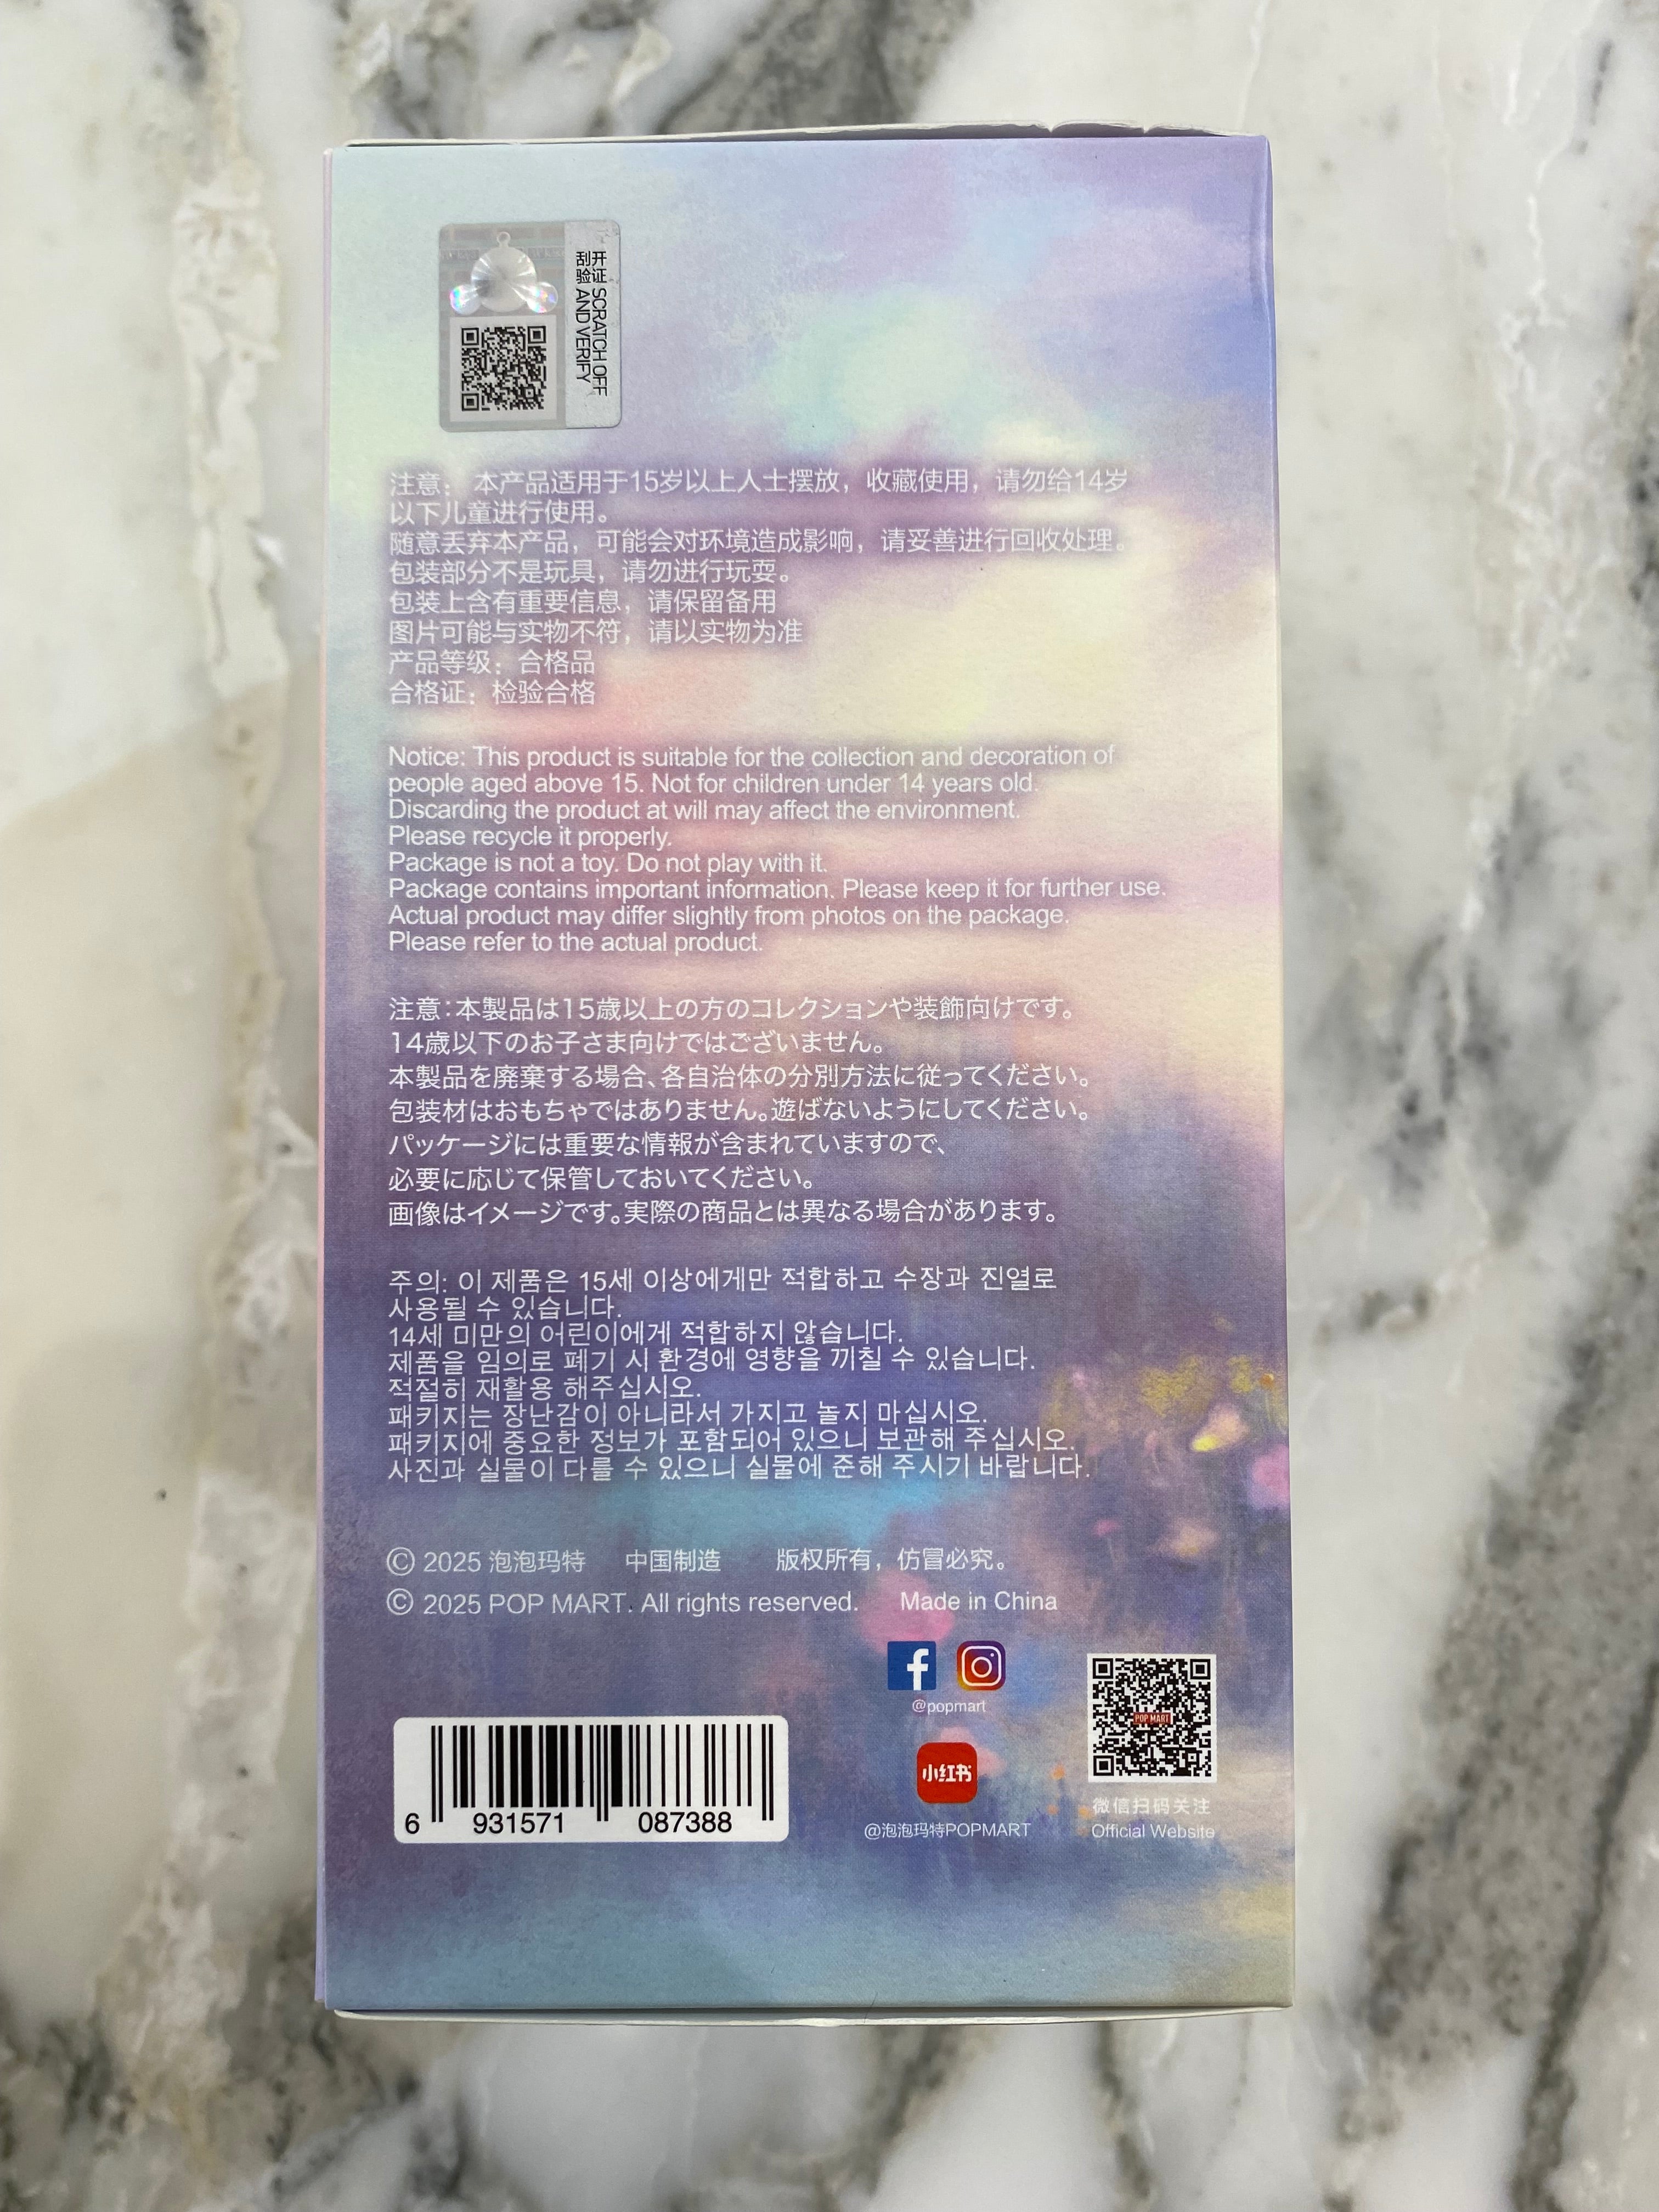 刮开
验证 SCRATCH OFF
AND VERIFY
注意： 本产品适用于15岁以上人士摆放，收藏使用，请勿给14岁
以下儿童进行使用。
随意丢弃本产品，可能会对环境造成影响，请妥善进行回收处理。
包装部分不是玩具，请勿进行玩耍。
包装上含有重要信息，请保留备用
图片可能与实物不符，请以实物为准
产品等级：合格品
合格证：检验合格
Notice: This product is suitable for the collection and decoration of
people aged above 15. Not for children under 14 years old.
Discarding the product at will may affect the environment.
Please recycle it properly.
Package is not a toy. Do not play with it.
Package contains important information. Please keep it for further use.
Actual product may differ slightly from photos on the package.
Please refer to the actual product.
注意：本製品は15歳以上の方のコレクションや装飾向けです。
14歳以下のお子さま向けではございません。
本製品を廃棄する場合、各自治体の分別方法に従ってください。
包装材はおもちゃではありません。遊ばないようにしてください。
パッケージには重要な情報が含まれていますので、
必要に応じて保管しておいてください。
画像はイメージです。実際の商品とは異なる場合があります。
주의: 이 제품은 15세 이상에게만 적합하고 수장과 진열로
사용될 수 있습니다.
14세 미만의 어린이에게 적합하지 않습니다.
제품을 임의로 폐기 시 환경에 영향을 끼칠 수 있습니다.
적절히 재활용 해주십시오.
패키지는 장난감이 아니라서 가지고 놀지 마십시오.
패키지에 중요한 정보가 포함되어 있으니 보관해 주십시오.
사진과 실물이 다를 수 있으니 실물에 준해 주시기 바랍니다.
© 2025 泡泡玛特 中国制造 版权所有，仿冒必究。
© 2025 POP MART. All rights reserved. Made in China
@popmart
POP MART
小红书
@泡泡玛特POPMART
微信扫码关注
Official Website
6 931571 087388